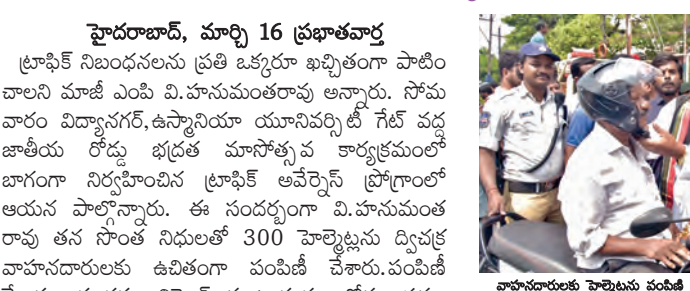 హైదరాబాద్, మార్చి 16 ప్రభాతవార్త
ట్రాఫిక్ నిబంధనలను ప్రతి ఒక్కరూ ఖచ్చితంగా పాటిం
చాలని మాజీ ఎంపి వి.హనుమంతరావు అన్నారు. సోమ
వారం విద్యానగర్,ఉస్మానియా యూనివర్సిటీ గేట్ వద్ద
జాతీయ రోడ్డు భద్రత మాసోత్సవ కార్యక్రమంలో
బాగంగా నిర్వహించిన ట్రాఫిక్ అవేర్నెస్ ప్రోగ్రాంలో
ఆయన పాల్గొన్నారు. ఈ సందర్బంగా వి.హనుమంత
రావు తన సొంత నిధులతో 300 హెల్మెట్లను ద్విచక్ర
వాహనదారులకు ఉచితంగా పంపిణీ చేశారు.పంపిణీ
వాహనదారులకు హెల్మెటను పంపిణీ